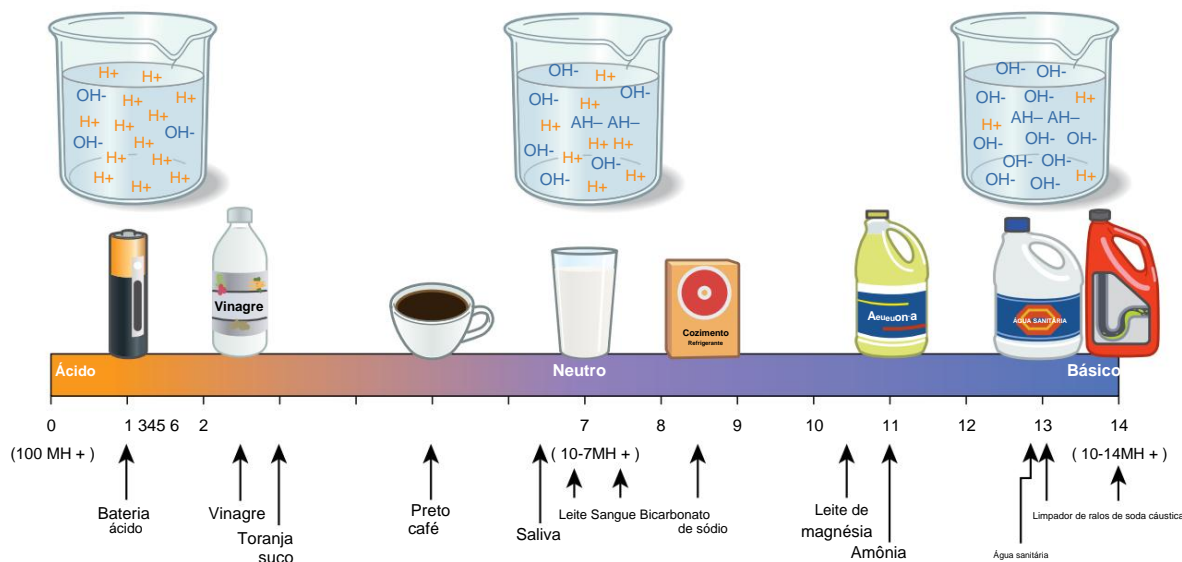 H+ H+
OH- H+ H+
H+ H+ H+
OH- H+ OH-
H+ H+
H+ H+ H+
OH- H+
OH- H+ OH-
H+ AH– AH–
H+ H+
OH- H+ OH-
OH- H+ H+
OH- OH-
OH- OH- H+
H+ AH– AH–
OH- OH- OH-
OH- OH-
OH- OH- H+
Vinagre
Cozimento
Refrigerante
Aeueuon·a
ÁGUA SANITÁRIA
Ácido Neutro Básico
0 1 345 6 2 7 8 9 10 11 12 13 14
(100 MH + ) ( 10-7MH + ) ( 10-14MH + )
Bateria
ácido
Vinagre
Toranja
suco
Preto
café
Saliva
Leite Sangue Bicarbonato
de sódio
Leite de
magnésia
Amônia
Água sanitária
Limpador de ralos de soda cáustica